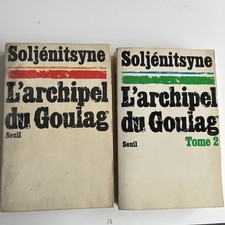 Soljénitsyne
L'archipel
du Goulag
Seuil
Soljénitsyne
L'archipel
du Goulag
Tome 2
Seuil